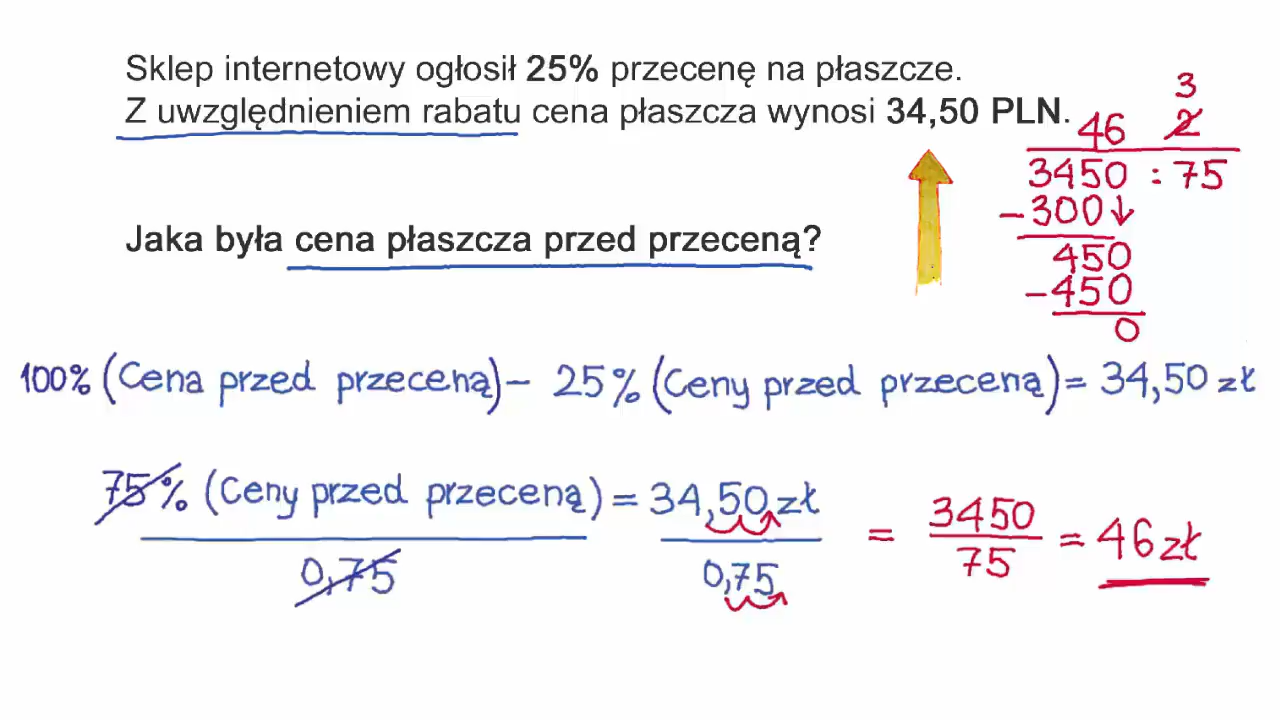 Sklep internetowy ogłosił 25% przecenę na płaszcze.
Z uwzględnieniem rabatu cena płaszcza wynosi 34,50 PLN.
Jaka była cena płaszcza przed przeceną?
3
46 2
3450 : 75
-300↓
450
-450
0
100% (Cena przed przeceną) - 25% (Ceny przed przeceną) = 34,50 zł
75% (Ceny przed przeceną) = 34,50 zł = 3450 = 46 zł
0,75 0,75 75